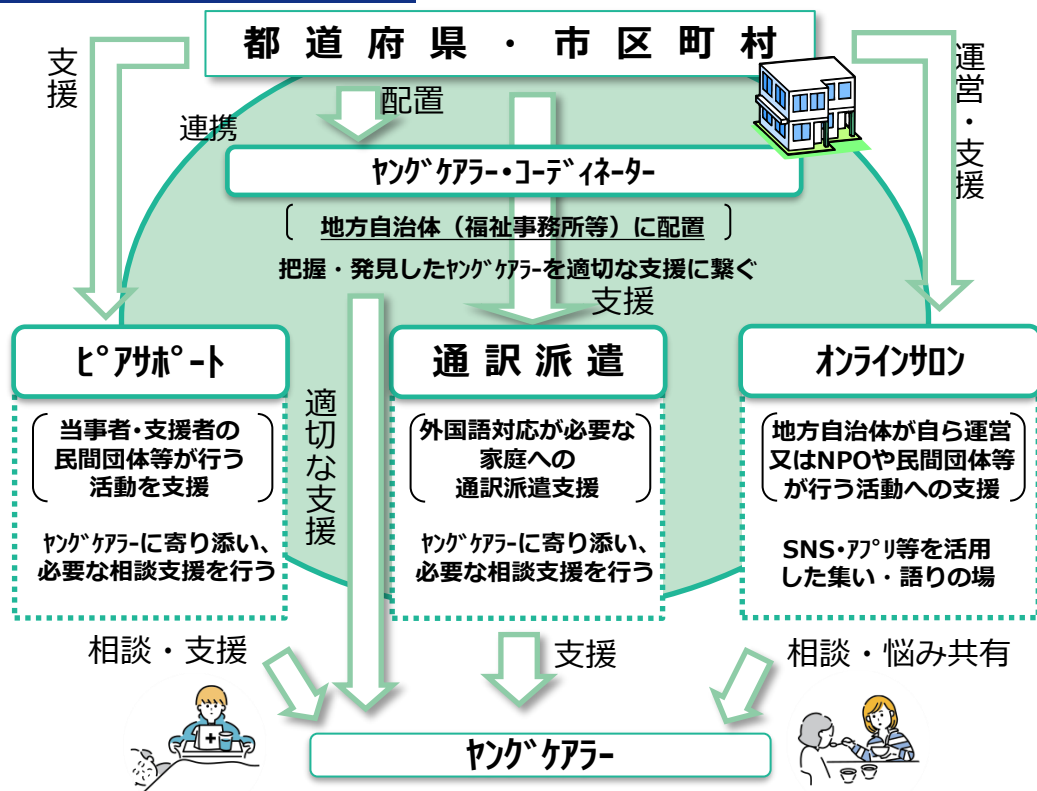 都道府県・市区町村
支援
配置
運営・支援
連携
ﾔﾝｸﾞｹｱﾗｰ・ｺｰﾃﾞｨﾈｰﾀｰ
地方自治体（福祉事務所等）に配置
把握・発見したﾔﾝｸﾞｹｱﾗｰを適切な支援に繋ぐ
支援
適切な支援
ﾋﾟｱｻﾎﾟｰﾄ
当事者・支援者の
民間団体等が行う
活動を支援
ﾔﾝｸﾞｹｱﾗｰに寄り添い、
必要な相談支援を行う
通訳派遣
外国語対応が必要な
家庭への
通訳派遣支援
ﾔﾝｸﾞｹｱﾗｰに寄り添い、
必要な相談支援を行う
ｵﾝﾗｲﾝｻﾛﾝ
地方自治体が自ら運営
又はNPOや民間団体等
が行う活動への支援
SNS・ｱﾌﾟﾘ等を活用
した集い・語りの場
相談・支援
支援
相談・悩み共有
ﾔﾝｸﾞｹｱﾗｰ